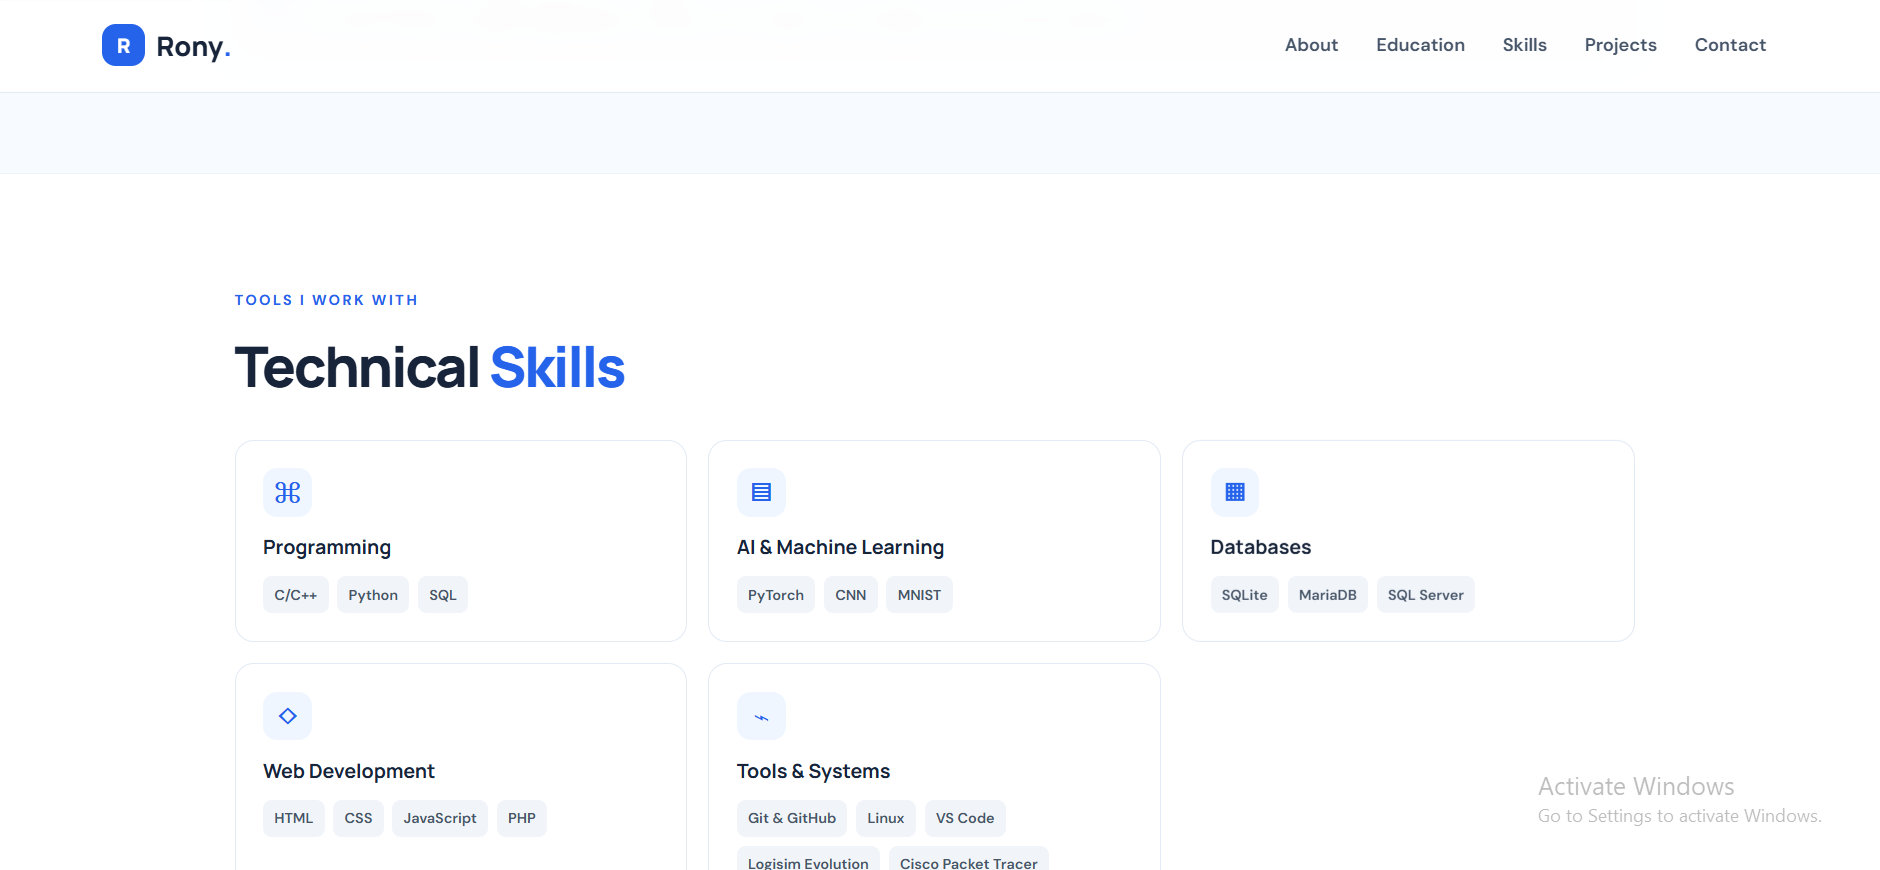 R Rony.
About Education Skills Projects Contact
TOOLS I WORK WITH
Technical Skills
⌘
Programming
C/C++ Python SQL
AI & Machine Learning
PyTorch CNN MNIST
Databases
SQLite MariaDB SQL Server
Web Development
HTML CSS JavaScript PHP
Tools & Systems
Git & GitHub Linux VS Code
Logisim Evolution Cisco Packet Tracer
Activate Windows
Go to Settings to activate Windows.